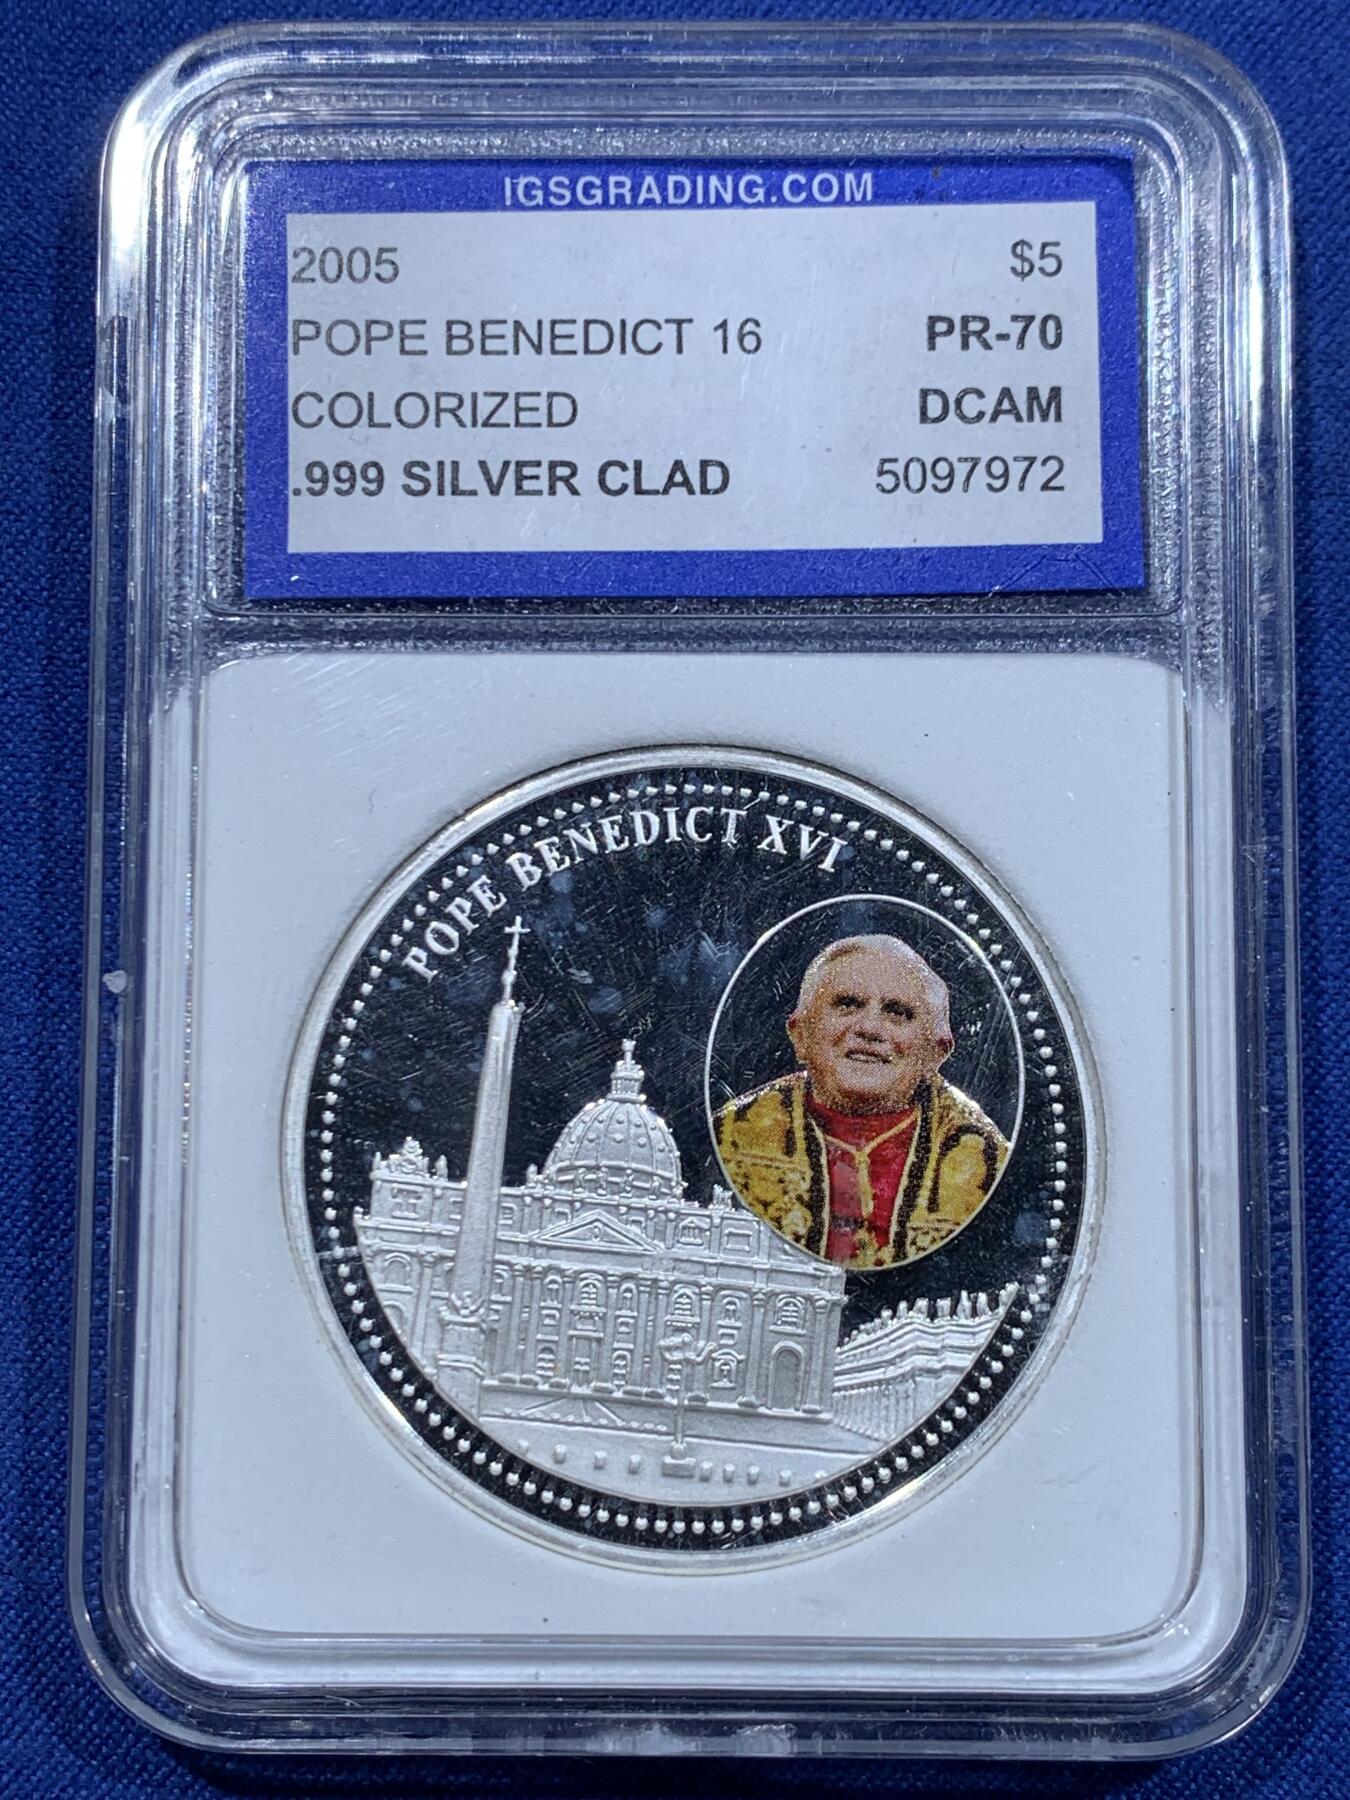 IGSGRADING.COM
2005 $5
POPE BENEDICT 16 PR-70
COLORIZED DCAM
.999 SILVER CLAD 5097972
POPE BENEDICT XVI